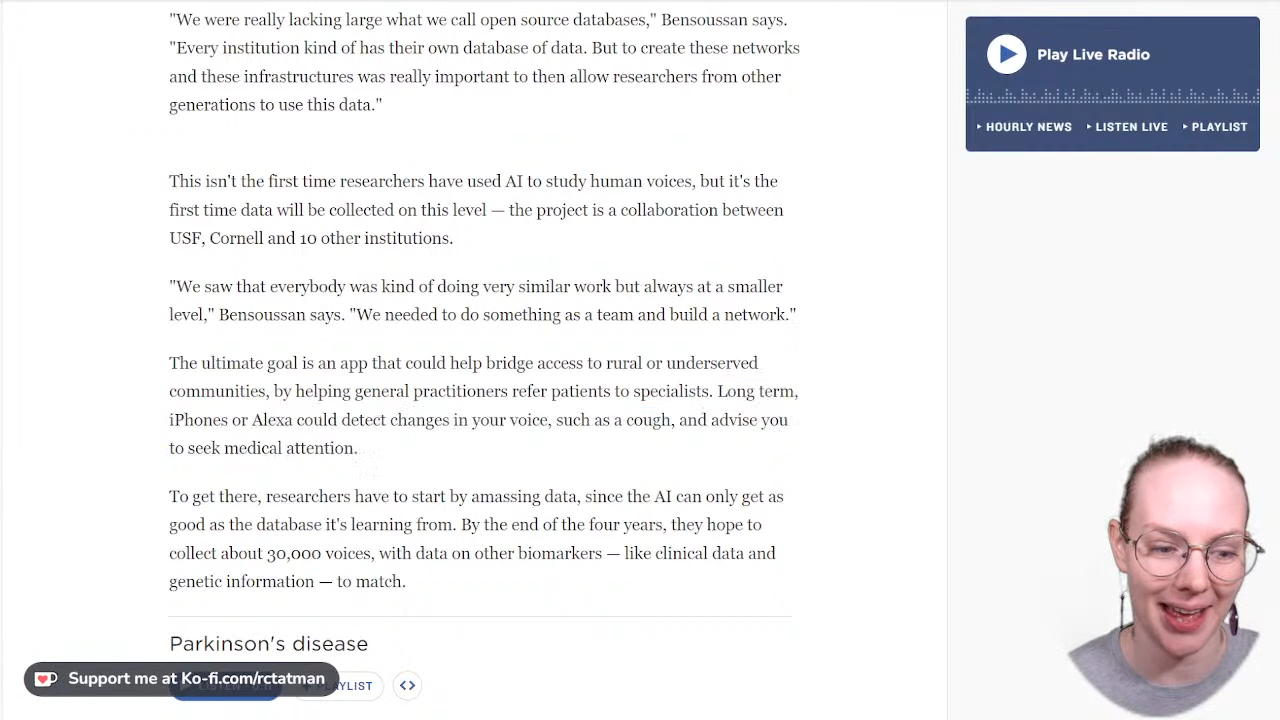 "We were really lacking large what we call open source databases," Bensoussan says.
"Every institution kind of has their own database of data. But to create these networks
and these infrastructures was really important to then allow researchers from other
generations to use this data."
This isn't the first time researchers have used AI to study human voices, but it's the
first time data will be collected on this level — the project is a collaboration between
USF, Cornell and 10 other institutions.
"We saw that everybody was kind of doing very similar work but always at a smaller
level," Bensoussan says. "We needed to do something as a team and build a network."
The ultimate goal is an app that could help bridge access to rural or underserved
communities, by helping general practitioners refer patients to specialists. Long term,
iPhones or Alexa could detect changes in your voice, such as a cough, and advise you
to seek medical attention.
To get there, researchers have to start by amassing data, since the AI can only get as
good as the database it's learning from. By the end of the four years, they hope to
collect about 30,000 voices, with data on other biomarkers — like clinical data and
genetic information — to match.
Parkinson's disease
Support me at Ko-fi.com/rctatman
PLAYLIST
Play Live Radio
HOURLY NEWS
LISTEN LIVE
PLAYLIST